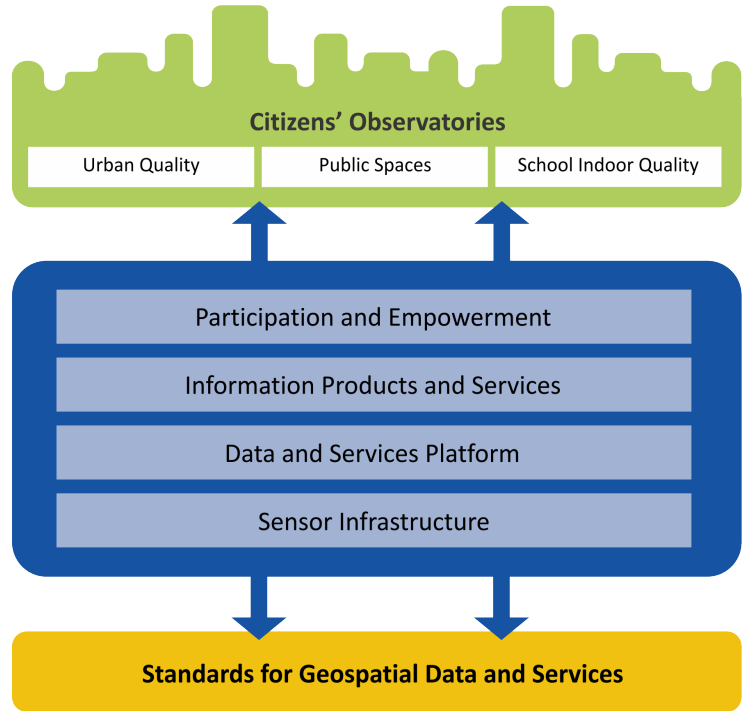 Citizens’ Observatories
Urban Quality
Public Spaces
School Indoor Quality
Participation and Empowerment
Information Products and Services
Data and Services Platform
Sensor Infrastructure
Standards for Geospatial Data and Services